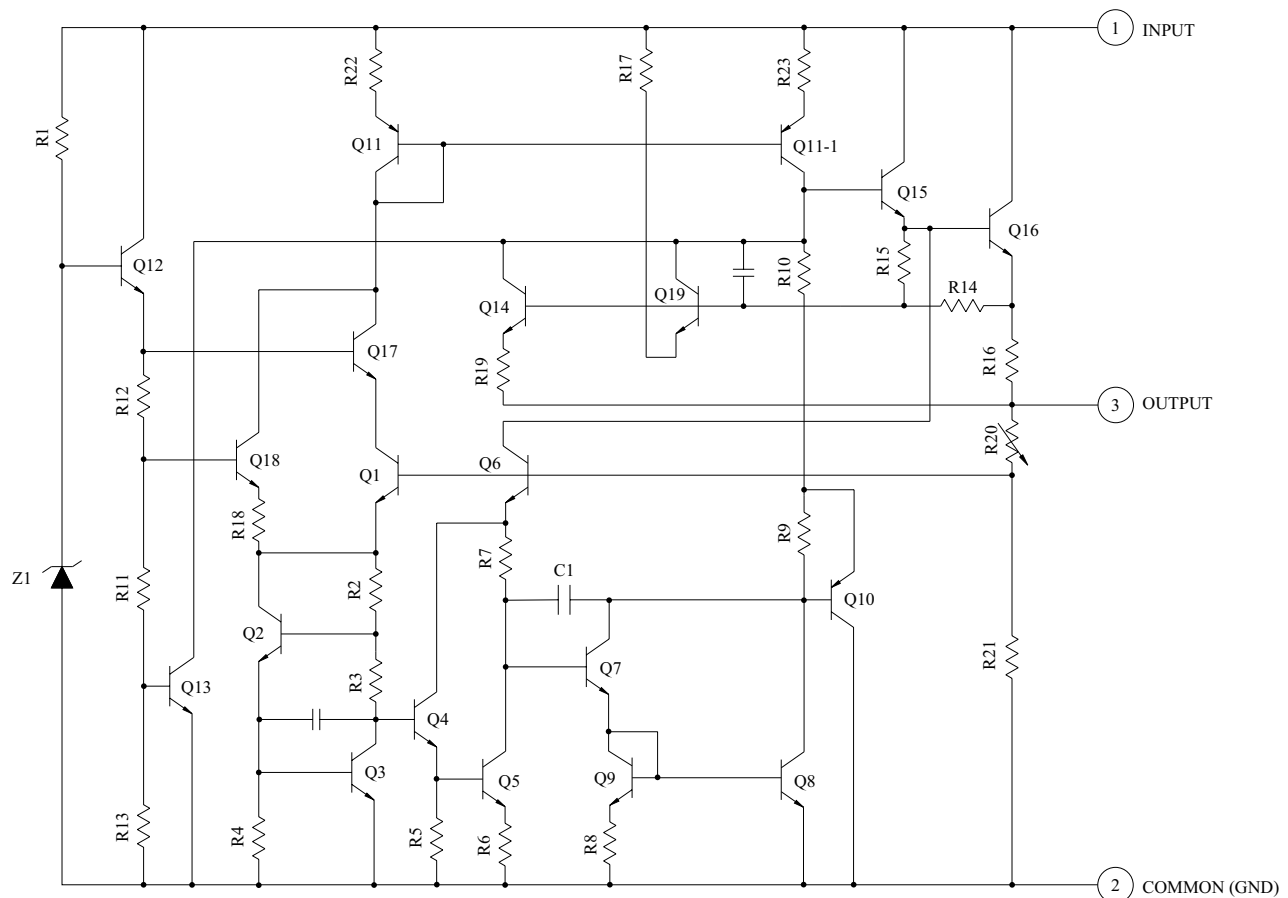 1 INPUT
R22
R17
R23
R1
Q11
Q11-1
Q15
Q16
Q12
R10
R15
R14
Q14
Q19
Q17
R19
R16
R12
3 OUTPUT
R20
Q18
Q1
Q6
R18
R9
R7
Z1
R11
R2
C1
Q10
Q2
R3
Q7
R21
Q13
Q4
Q3
Q5
Q9
Q8
R13
R4
R5
R6
R8
2 COMMON (GND)